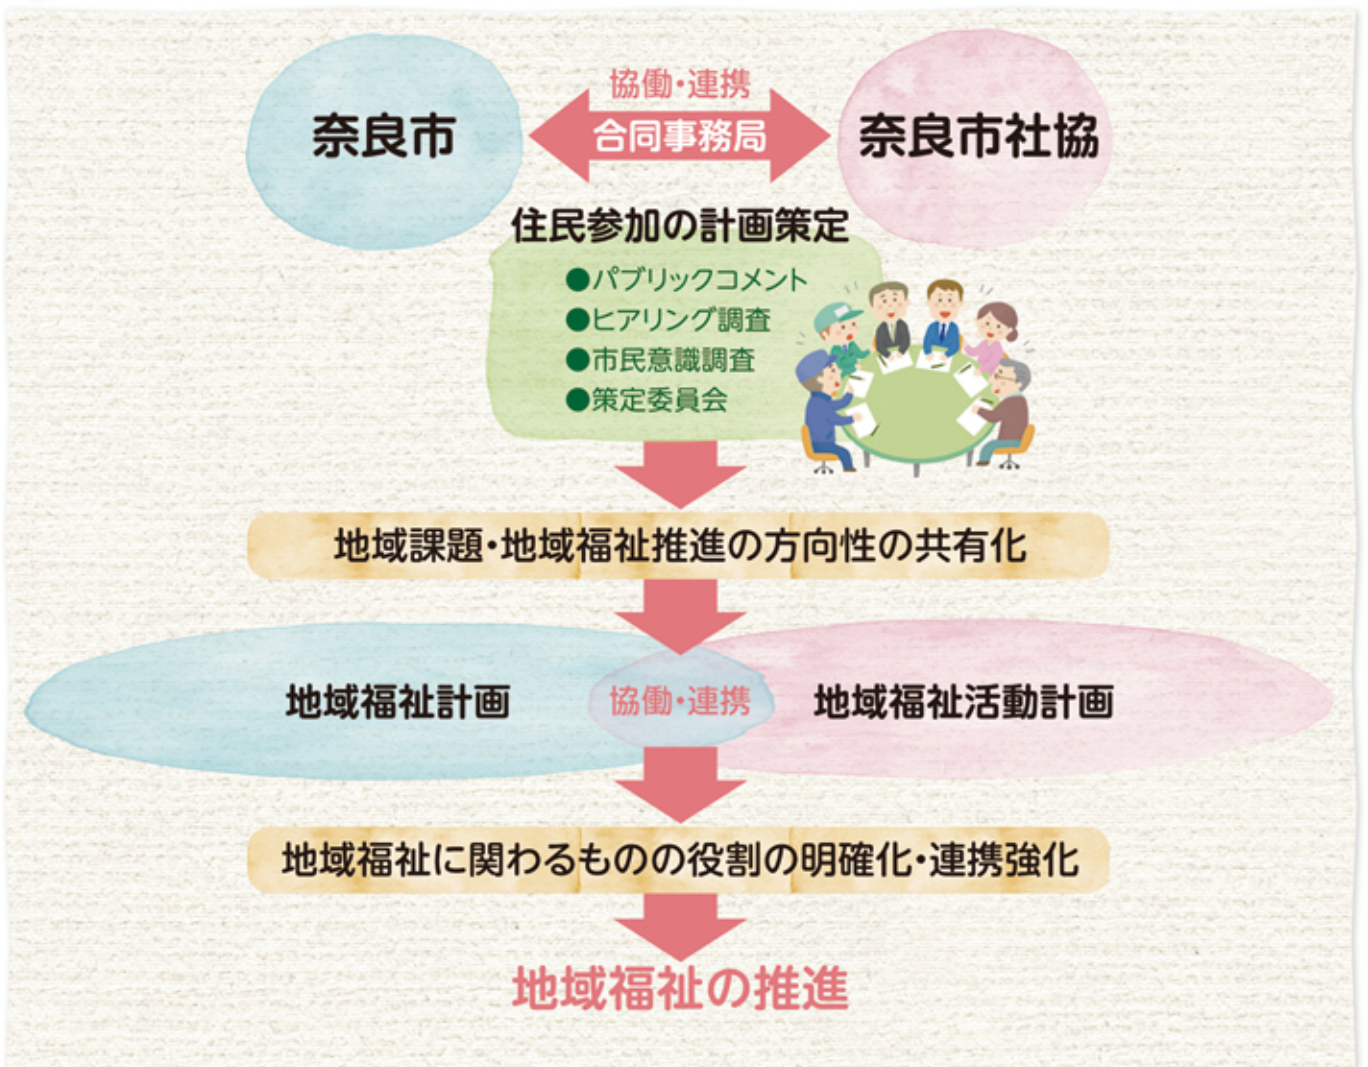 協働・連携
奈良市
合同事務局
奈良市社協
住民参加の計画策定
●パブリックコメント
●ヒアリング調査
●市民意識調査
●策定委員会
地域課題・地域福祉推進の方向性の共有化
地域福祉計画
協働・連携
地域福祉活動計画
地域福祉に関わるものの役割の明確化・連携強化
地域福祉の推進